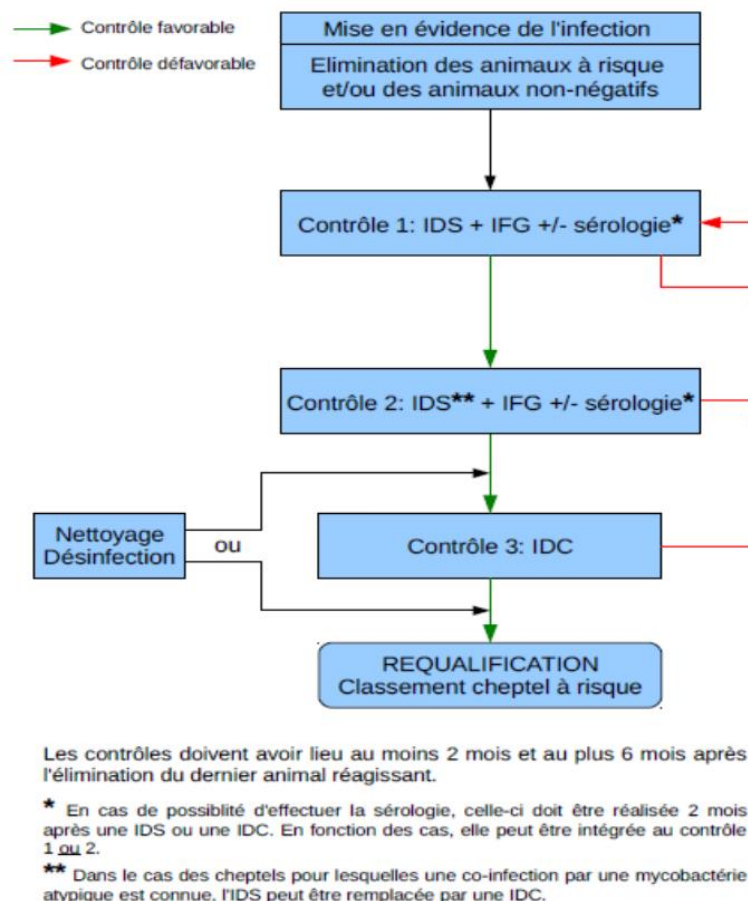 Contrôle favorable
Contrôle défavorable
Mise en évidence de l'infection
Elimination des animaux à risque
et/ou des animaux non-négatifs
Contrôle 1: IDS + IFG +/- sérologie*
Contrôle 2: IDS** + IFG +/- sérologie*
Nettoyage
Désinfection
ou
Contrôle 3: IDC
REQUALIFICATION
Classement cheptel à risque
Les contrôles doivent avoir lieu au moins 2 mois et au plus 6 mois après
l'élimination du dernier animal réagissant.
* En cas de possiblité d'effectuer la sérologie, celle-ci doit être réalisée 2 mois
après une IDS ou une IDC. En fonction des cas, elle peut être intégrée au contrôle
1 ou 2.
** Dans le cas des cheptels pour lesquelles une co-infection par une mycobactérie
atypique est connue, l'IDS peut être remplacée par une IDC.